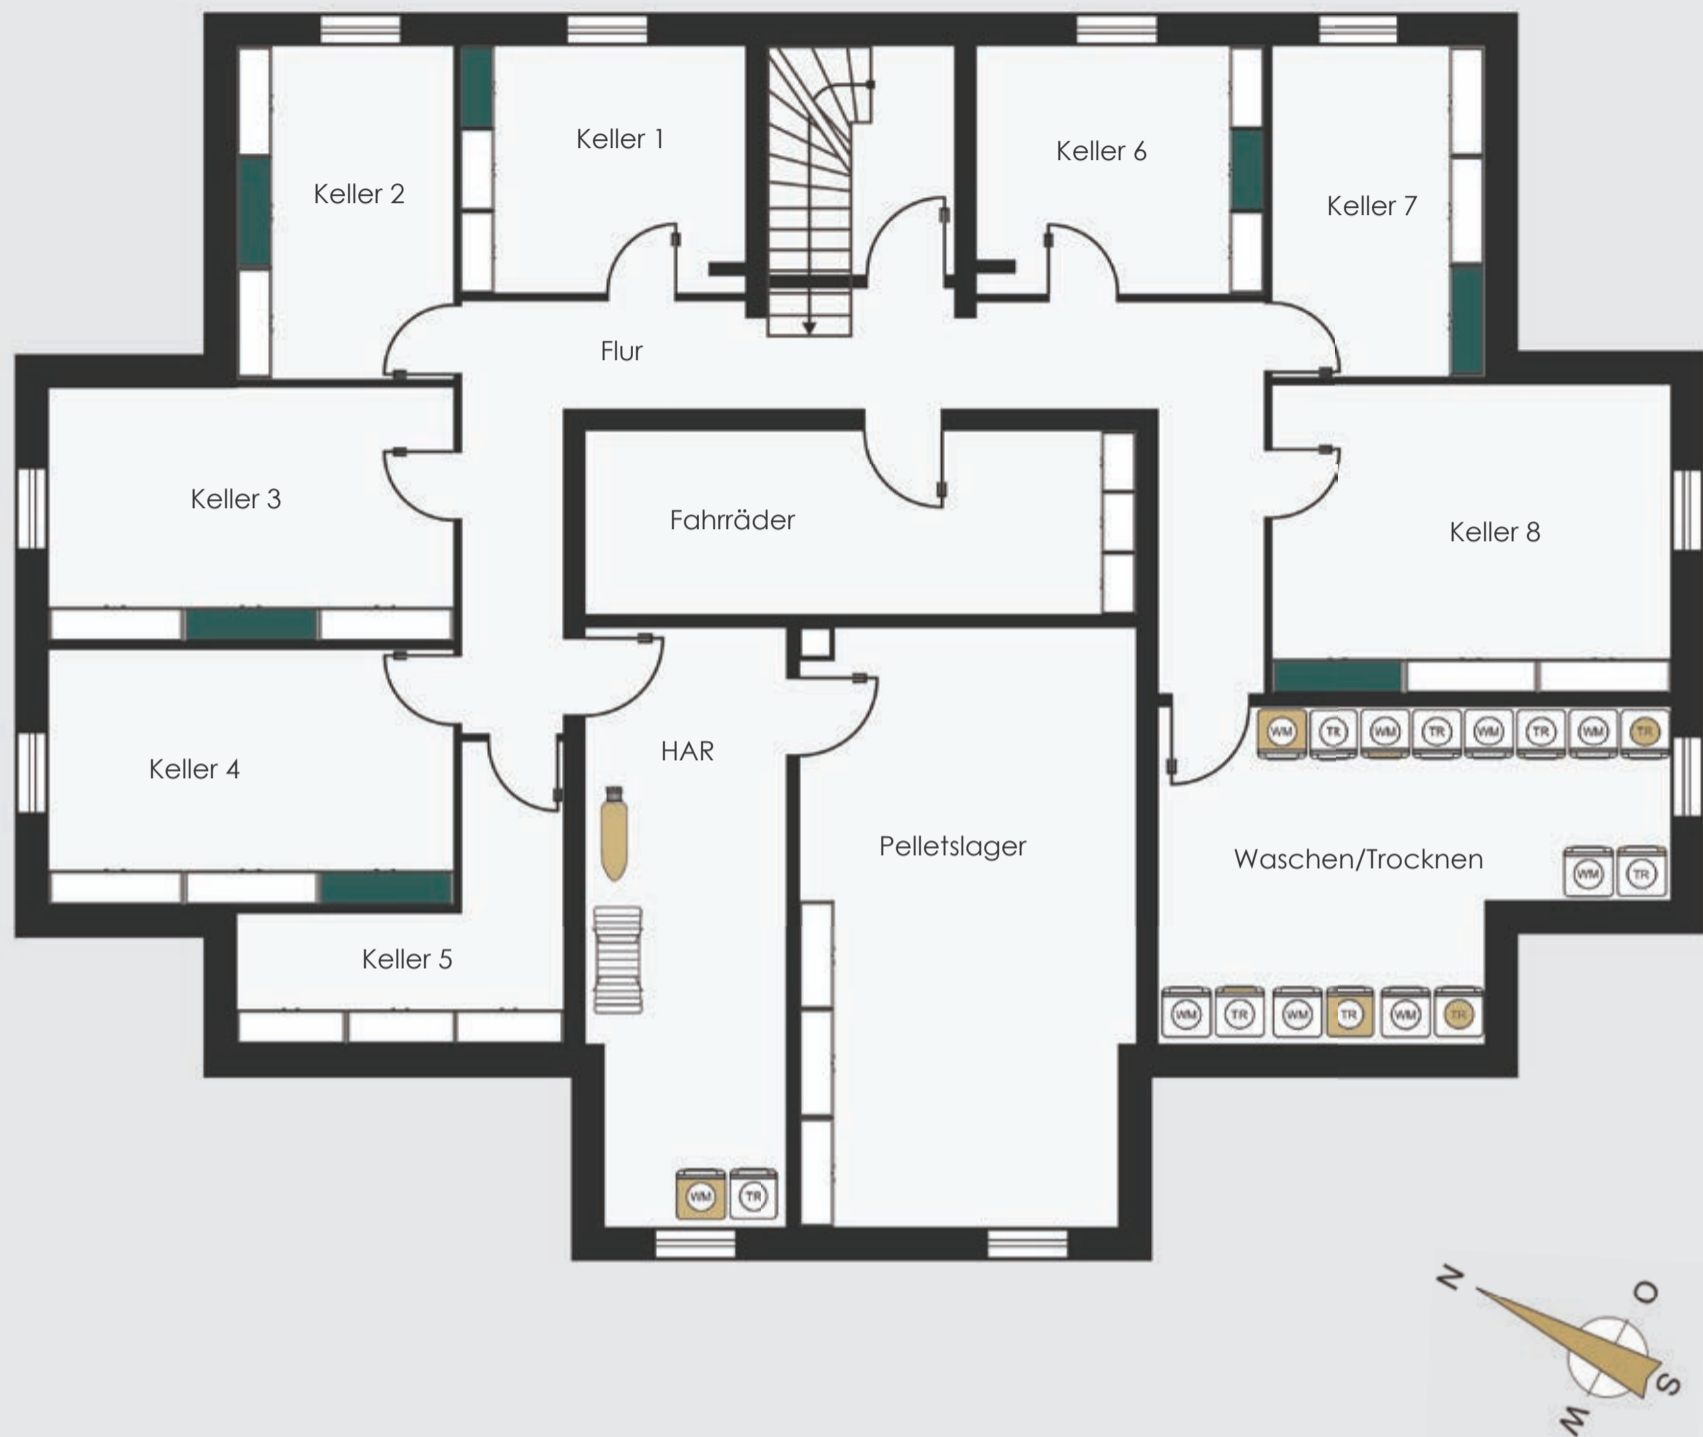 Keller 1
Keller 6
Keller 2
Keller 7
Flur
Keller 3
Fahrräder
Keller 8
HAR
WM TR WM TR WM TR WM TR
Keller 4
Pelletslager
Waschen/Trocknen
WM TR
Keller 5
WM TR WM TR WM TR
WM TR
N
O
S
W